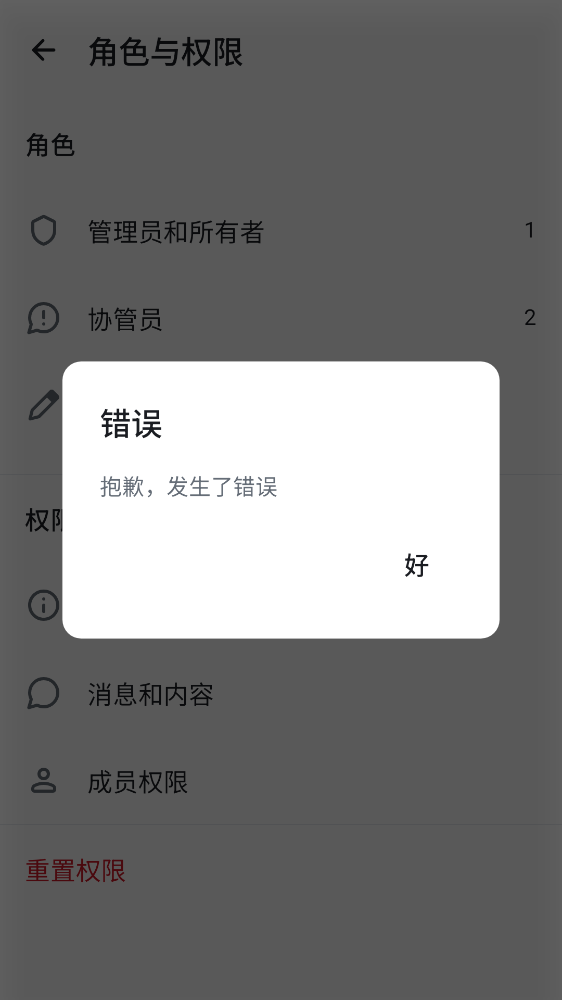 角色与权限
角色
管理员和所有者
1
协管员
2
错误
抱歉，发生了错误
好
消息和内容
成员权限
重置权限